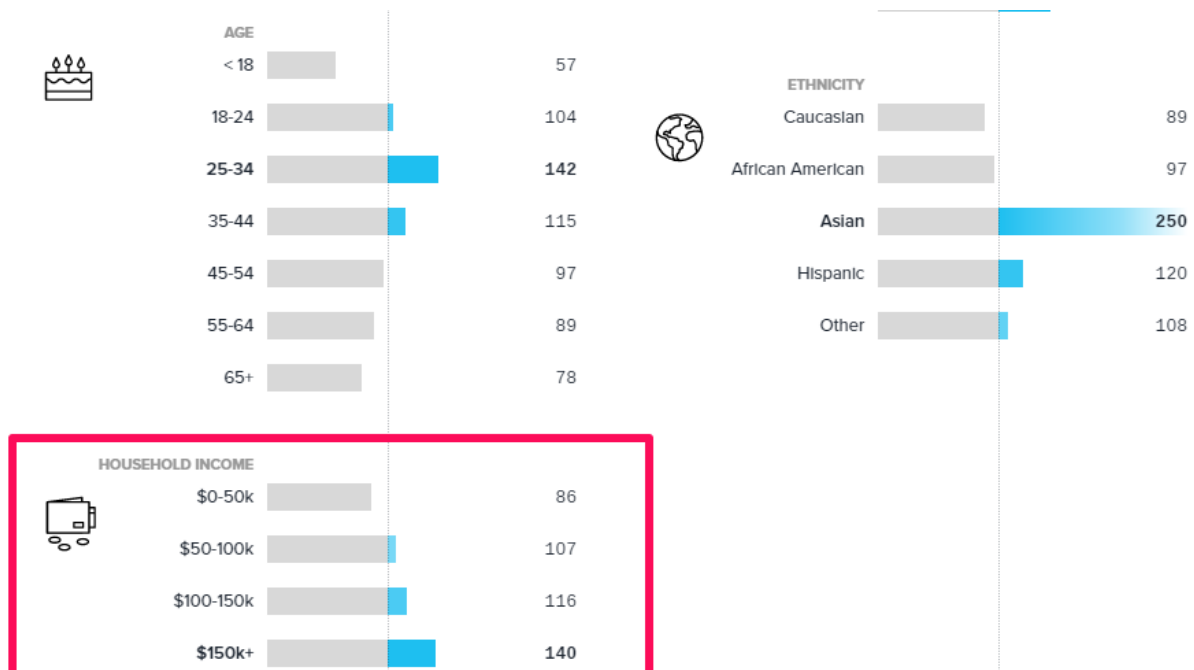 AGE
< 18 57
18-24 104
25-34 142
35-44 115
45-54 97
55-64 89
65+ 78
HOUSEHOLD INCOME
$0-50k 86
$50-100k 107
$100-150k 116
$150k+ 140
ETHNICITY
Caucasian 89
African American 97
Asian 250
Hispanic 120
Other 108